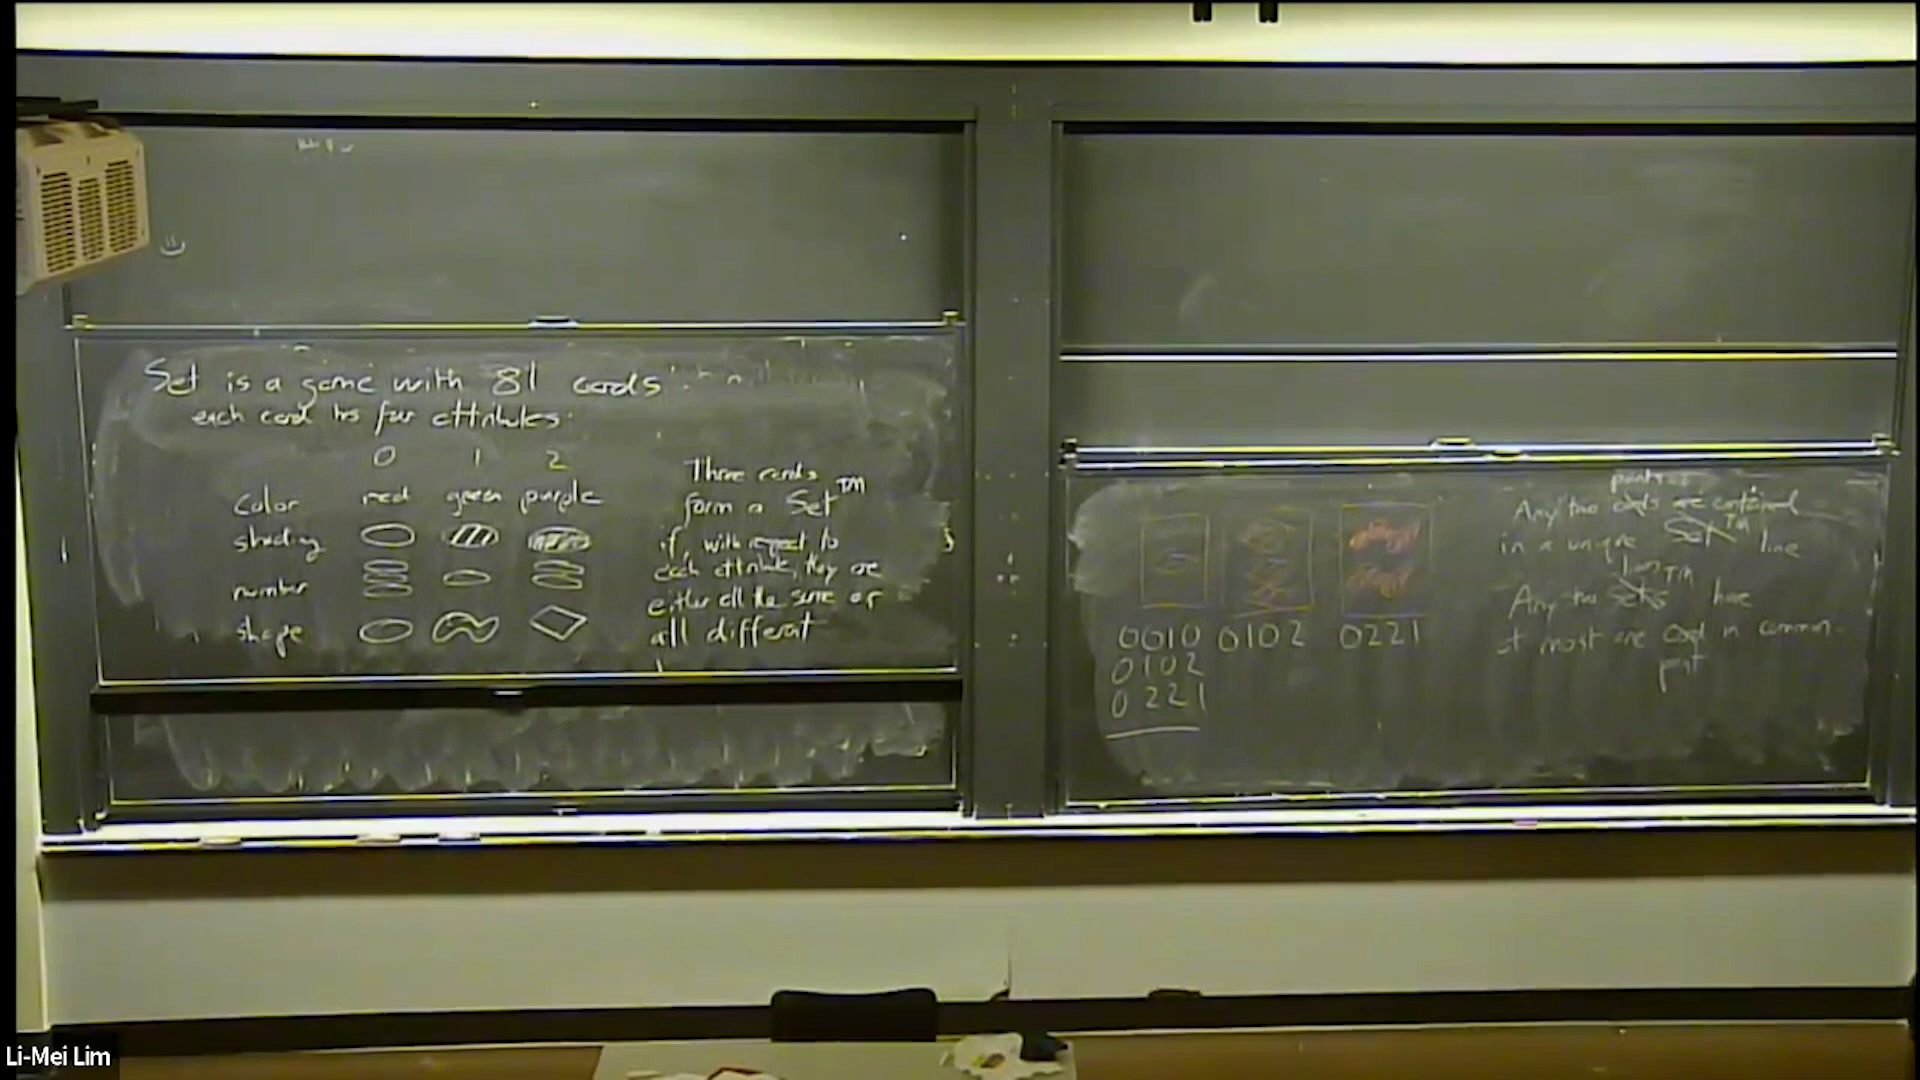 Set is a game with 81 cards
each card has four attributes:
0 1 2
color red green purple
shading
number
shape
Three cards
form a Set™
if, with respect to
each attribute, they are
either all the same or
all different
0010 0102 0221
0102
0221
points
Any two cards are contained
in a unique Set™ line
lines™
Any two Sets have
at most one card in common.
point
Li-Mei Lim